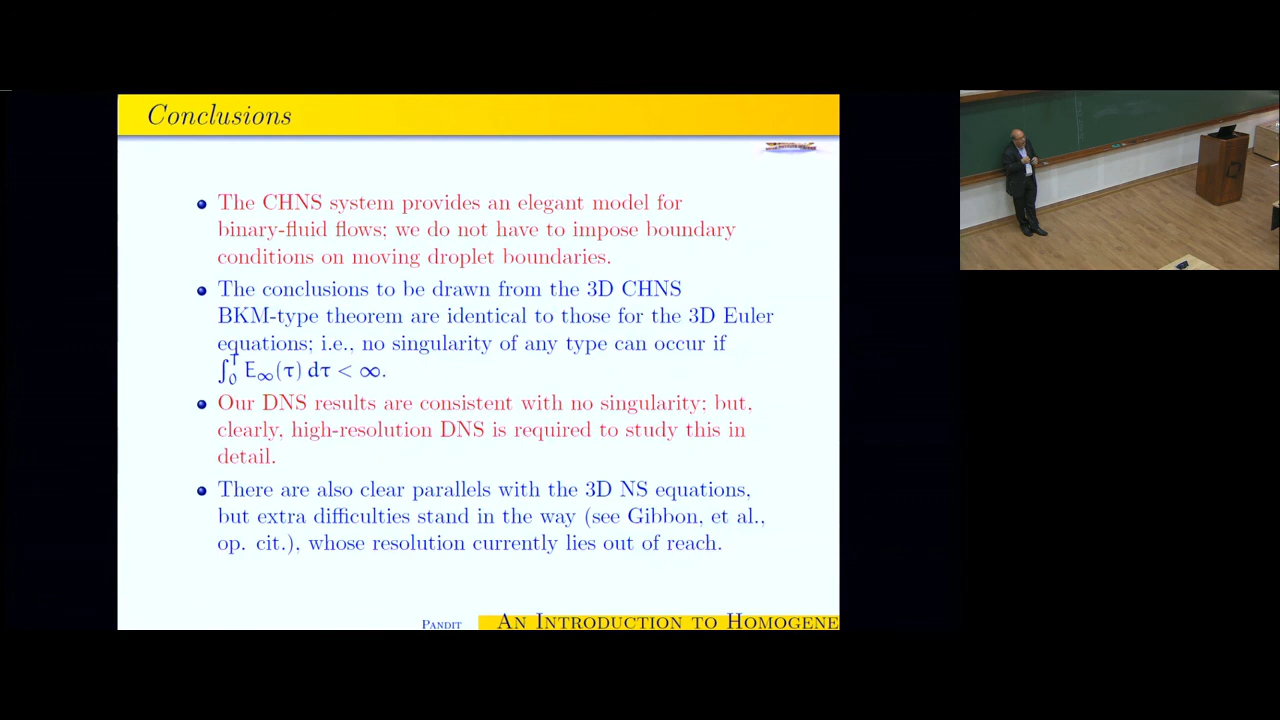 Conclusions
The CHNS system provides an elegant model for
binary-fluid flows; we do not have to impose boundary
conditions on moving droplet boundaries.
The conclusions to be drawn from the 3D CHNS
BKM-type theorem are identical to those for the 3D Euler
equations; i.e., no singularity of any type can occur if
∫₀ᵀ E∞(τ) dτ < ∞.
Our DNS results are consistent with no singularity; but,
clearly, high-resolution DNS is required to study this in
detail.
There are also clear parallels with the 3D NS equations,
but extra difficulties stand in the way (see Gibbon, et al.,
op. cit.), whose resolution currently lies out of reach.
Pandit An Introduction to Homogene